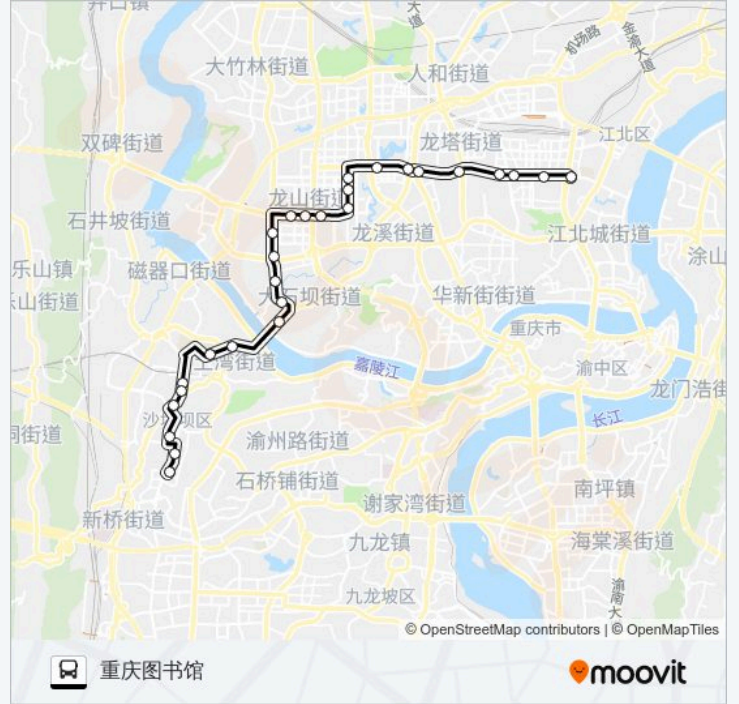 井口镇
大道
机场路
金渝大道
大竹林街道
人和街道
双碑街道
龙塔街道
江北区
龙山街道
石井坡街道
龙溪街道
江北城街道
涂山
乐山镇
磁器口街道
山街道
大石坝街道
华新街街道
重庆市
嘉陵江
渝中区
龙门浩街
长江
沙坪坝区
洞街道
渝州路街道
石桥铺街道
谢家湾街道
南坪镇
新桥街道
九龙镇
海棠溪街道
九龙坡区
渝南大
© OpenStreetMap contributors | © OpenMapTiles
重庆图书馆
moovit